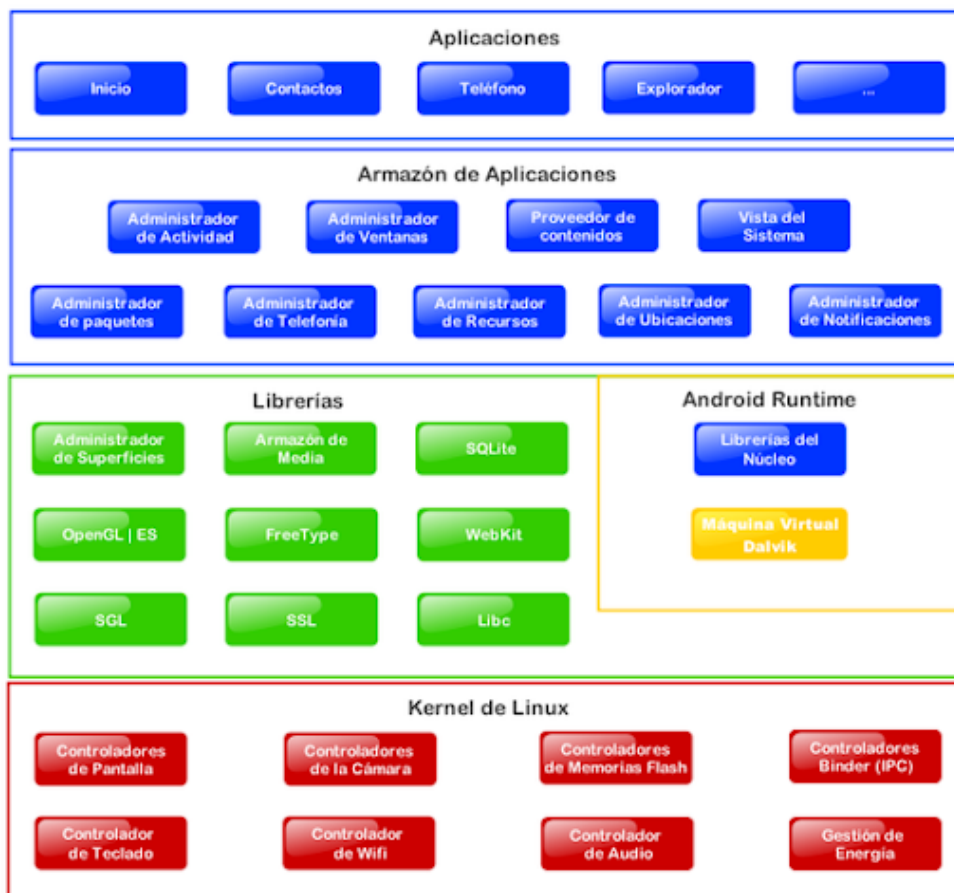 Aplicaciones
Inicio
Contactos
Teléfono
Explorador
...
Armazón de Aplicaciones
Administrador
de Actividad
Administrador
de Ventanas
Proveedor de
contenidos
Vista del
Sistema
Administrador
de paquetes
Administrador
de Telefonía
Administrador
de Recursos
Administrador
de Ubicaciones
Administrador
de Notificaciones
Librerías
Administrador
de Superficies
Armazón de
Media
SQLite
OpenGL | ES
FreeType
WebKit
SGL
SSL
Libc
Android Runtime
Librerías del
Núcleo
Máquina Virtual
Dalvik
Kernel de Linux
Controladores
de Pantalla
Controladores
de la Cámara
Controladores
de Memorias Flash
Controladores
Binder (IPC)
Controlador
de Teclado
Controlador
de Wifi
Controlador
de Audio
Gestión de
Energía